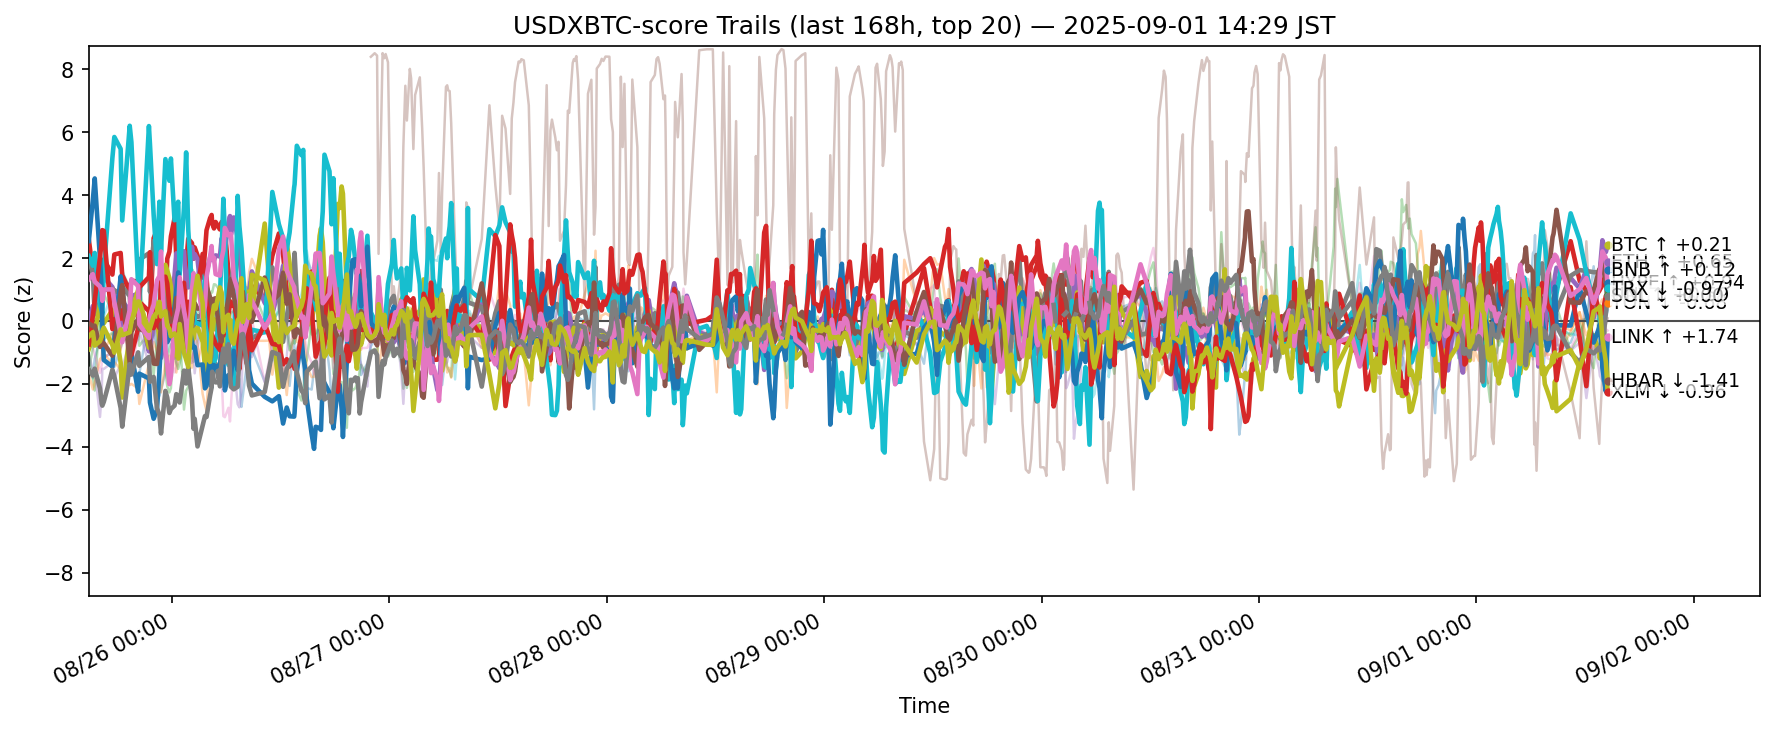 USDXBTC-score Trails (last 168h, top 20) — 2025-09-01 14:29 JST
Score (z)
8
6
4
2
0
−2
−4
−6
−8
BTC ↑ +0.21
BNB ↑ +0.12
TRX ↓ -0.97
LINK ↑ +1.74
HBAR ↓ -1.41
XLM ↓ -0.96
08/26 00:00
08/27 00:00
08/28 00:00
08/29 00:00
08/30 00:00
08/31 00:00
09/01 00:00
09/02 00:00
Time